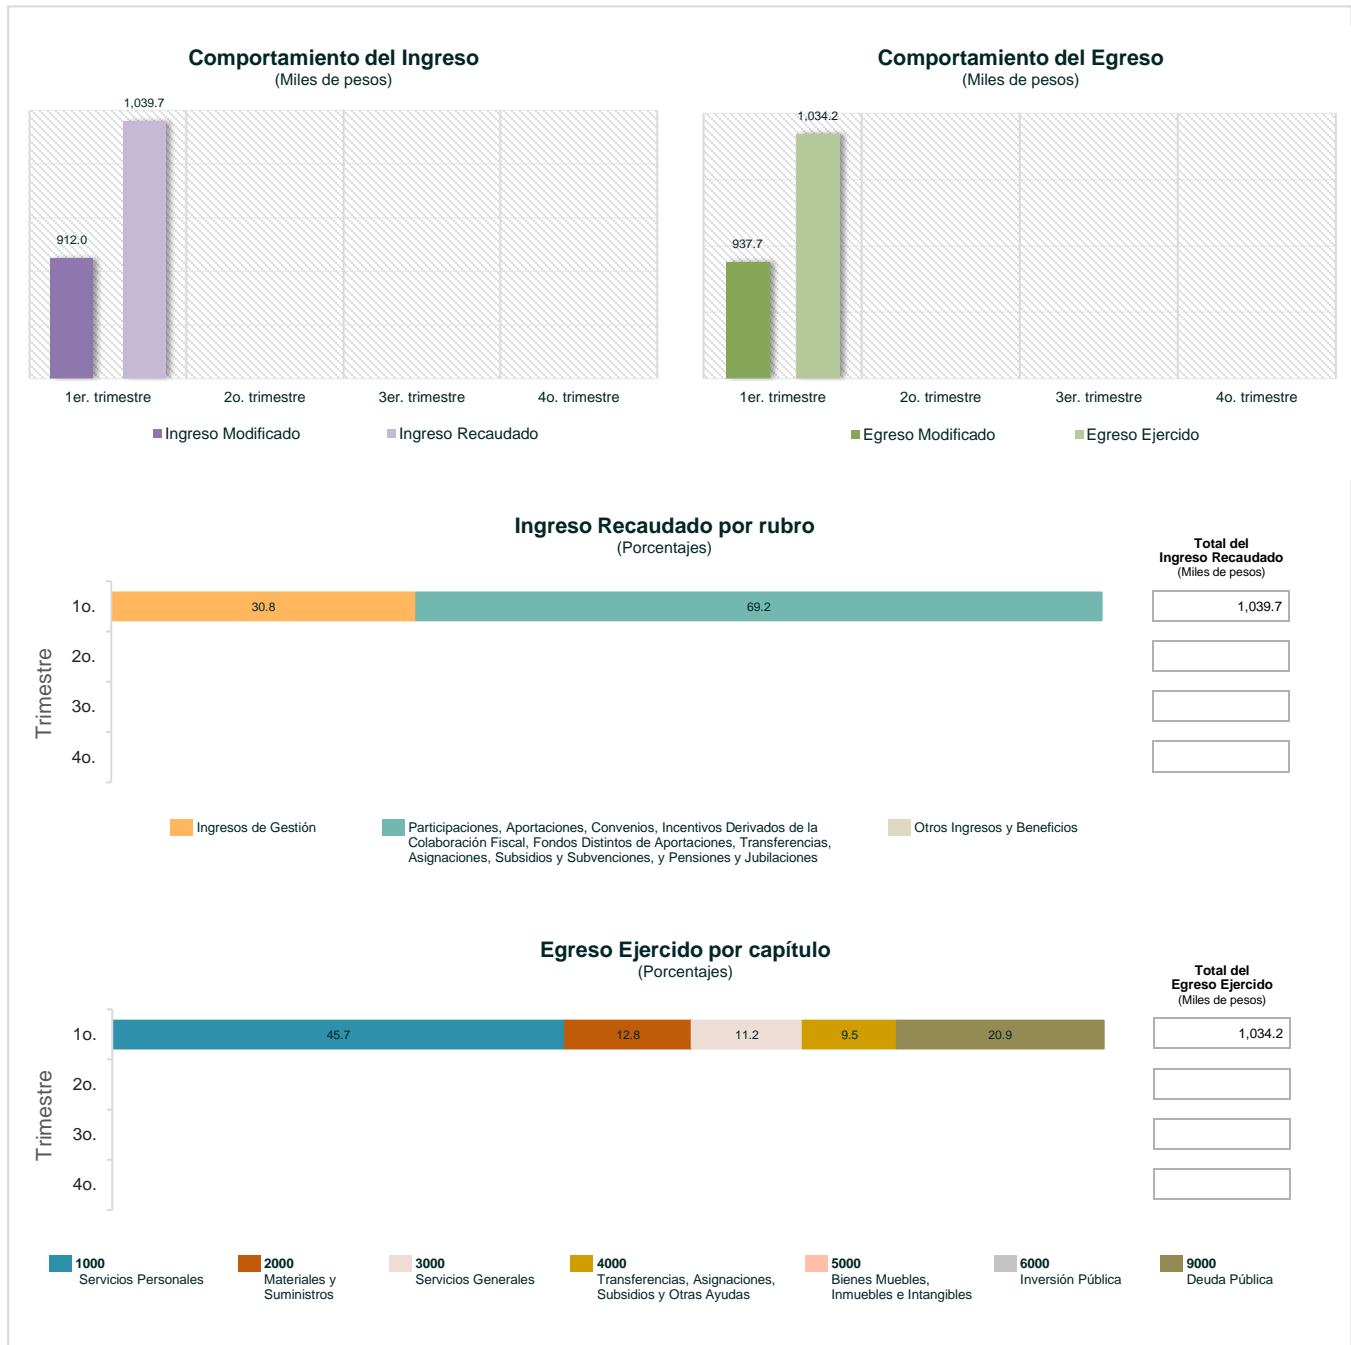 Comportamiento del Ingreso
(Miles de pesos)
1,039.7
912.0
1er. trimestre
2o. trimestre
3er. trimestre
4o. trimestre
Ingreso Modificado
Ingreso Recaudado
Comportamiento del Egreso
(Miles de pesos)
1,034.2
937.7
1er. trimestre
2o. trimestre
3er. trimestre
4o. trimestre
Egreso Modificado
Egreso Ejercido
Ingreso Recaudado por rubro
(Porcentajes)
Total del
Ingreso Recaudado
(Miles de pesos)
Trimestre
1o.
30.8
69.2
1,039.7
2o.
3o.
4o.
Ingresos de Gestión
Participaciones, Aportaciones, Convenios, Incentivos Derivados de la
Colaboración Fiscal, Fondos Distintos de Aportaciones, Transferencias,
Asignaciones, Subsidios y Subvenciones, y Pensiones y Jubilaciones
Otros Ingresos y Beneficios
Egreso Ejercido por capítulo
(Porcentajes)
Total del
Egreso Ejercido
(Miles de pesos)
Trimestre
1o.
45.7
12.8
11.2
9.5
20.9
1,034.2
2o.
3o.
4o.
1000
Servicios Personales
2000
Materiales y
Suministros
3000
Servicios Generales
4000
Transferencias, Asignaciones,
Subsidios y Otras Ayudas
5000
Bienes Muebles,
Inmuebles e Intangibles
6000
Inversión Pública
9000
Deuda Pública